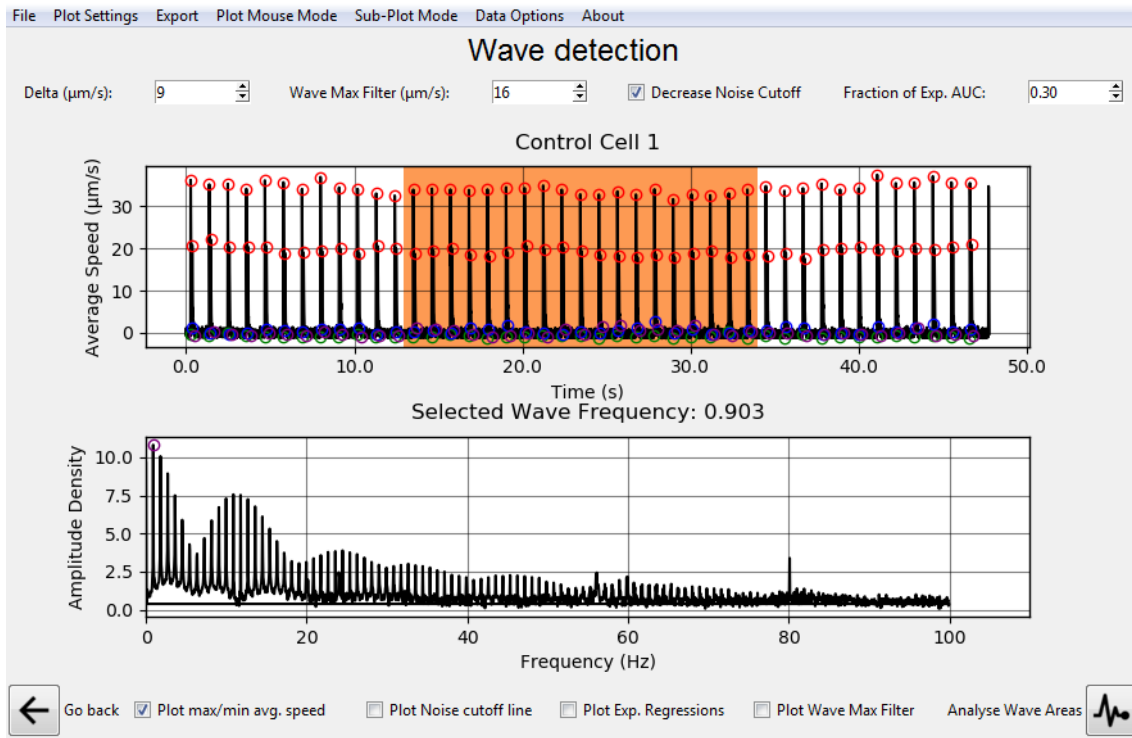 File Plot Settings Export Plot Mouse Mode Sub-Plot Mode Data Options About
Wave detection
Delta (µm/s): 9 Wave Max Filter (µm/s): 16 Decrease Noise Cutoff Fraction of Exp. AUC: 0.30
Control Cell 1
Average Speed (µm/s)
30
20
10
0
0.0 10.0 20.0 30.0 40.0 50.0
Time (s)
Selected Wave Frequency: 0.903
Amplitude Density
10.0
7.5
5.0
2.5
0.0
0 20 40 60 80 100
Frequency (Hz)
Go back Plot max/min avg. speed Plot Noise cutoff line Plot Exp. Regressions Plot Wave Max Filter Analyse Wave Areas